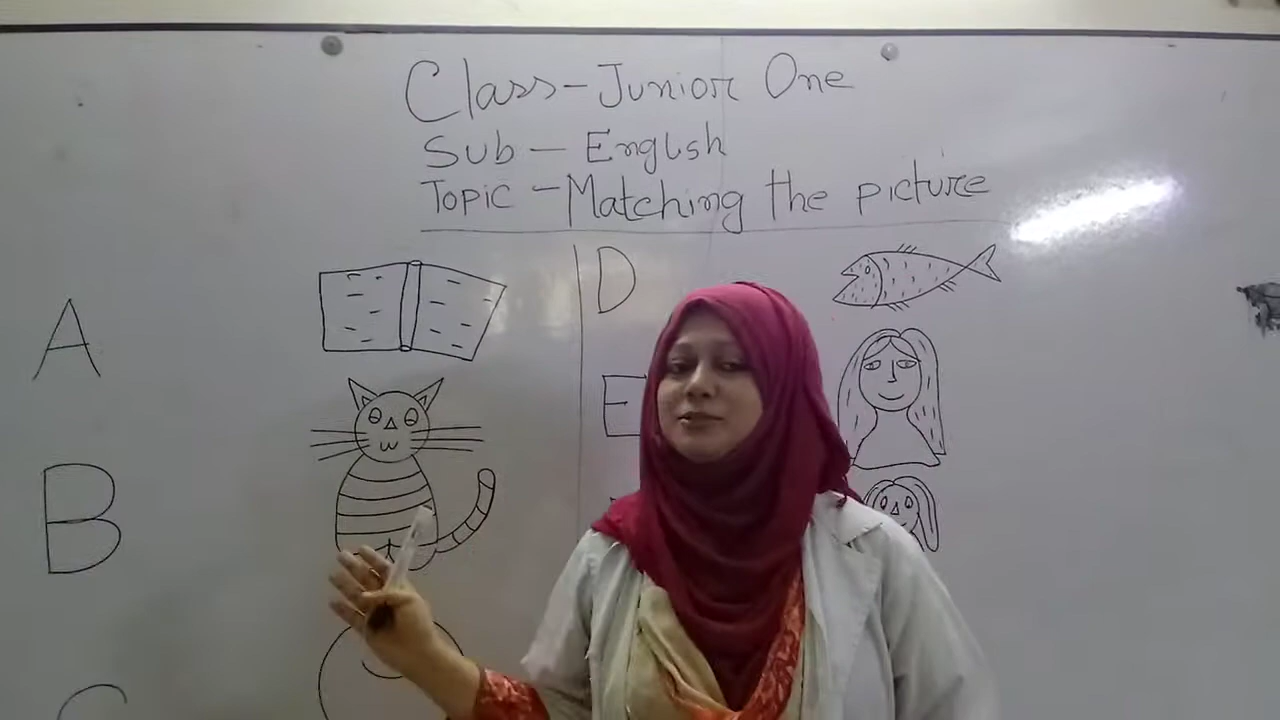 Class - Junior One
Sub - English
Topic - Matching the picture
A
B
C
D
E